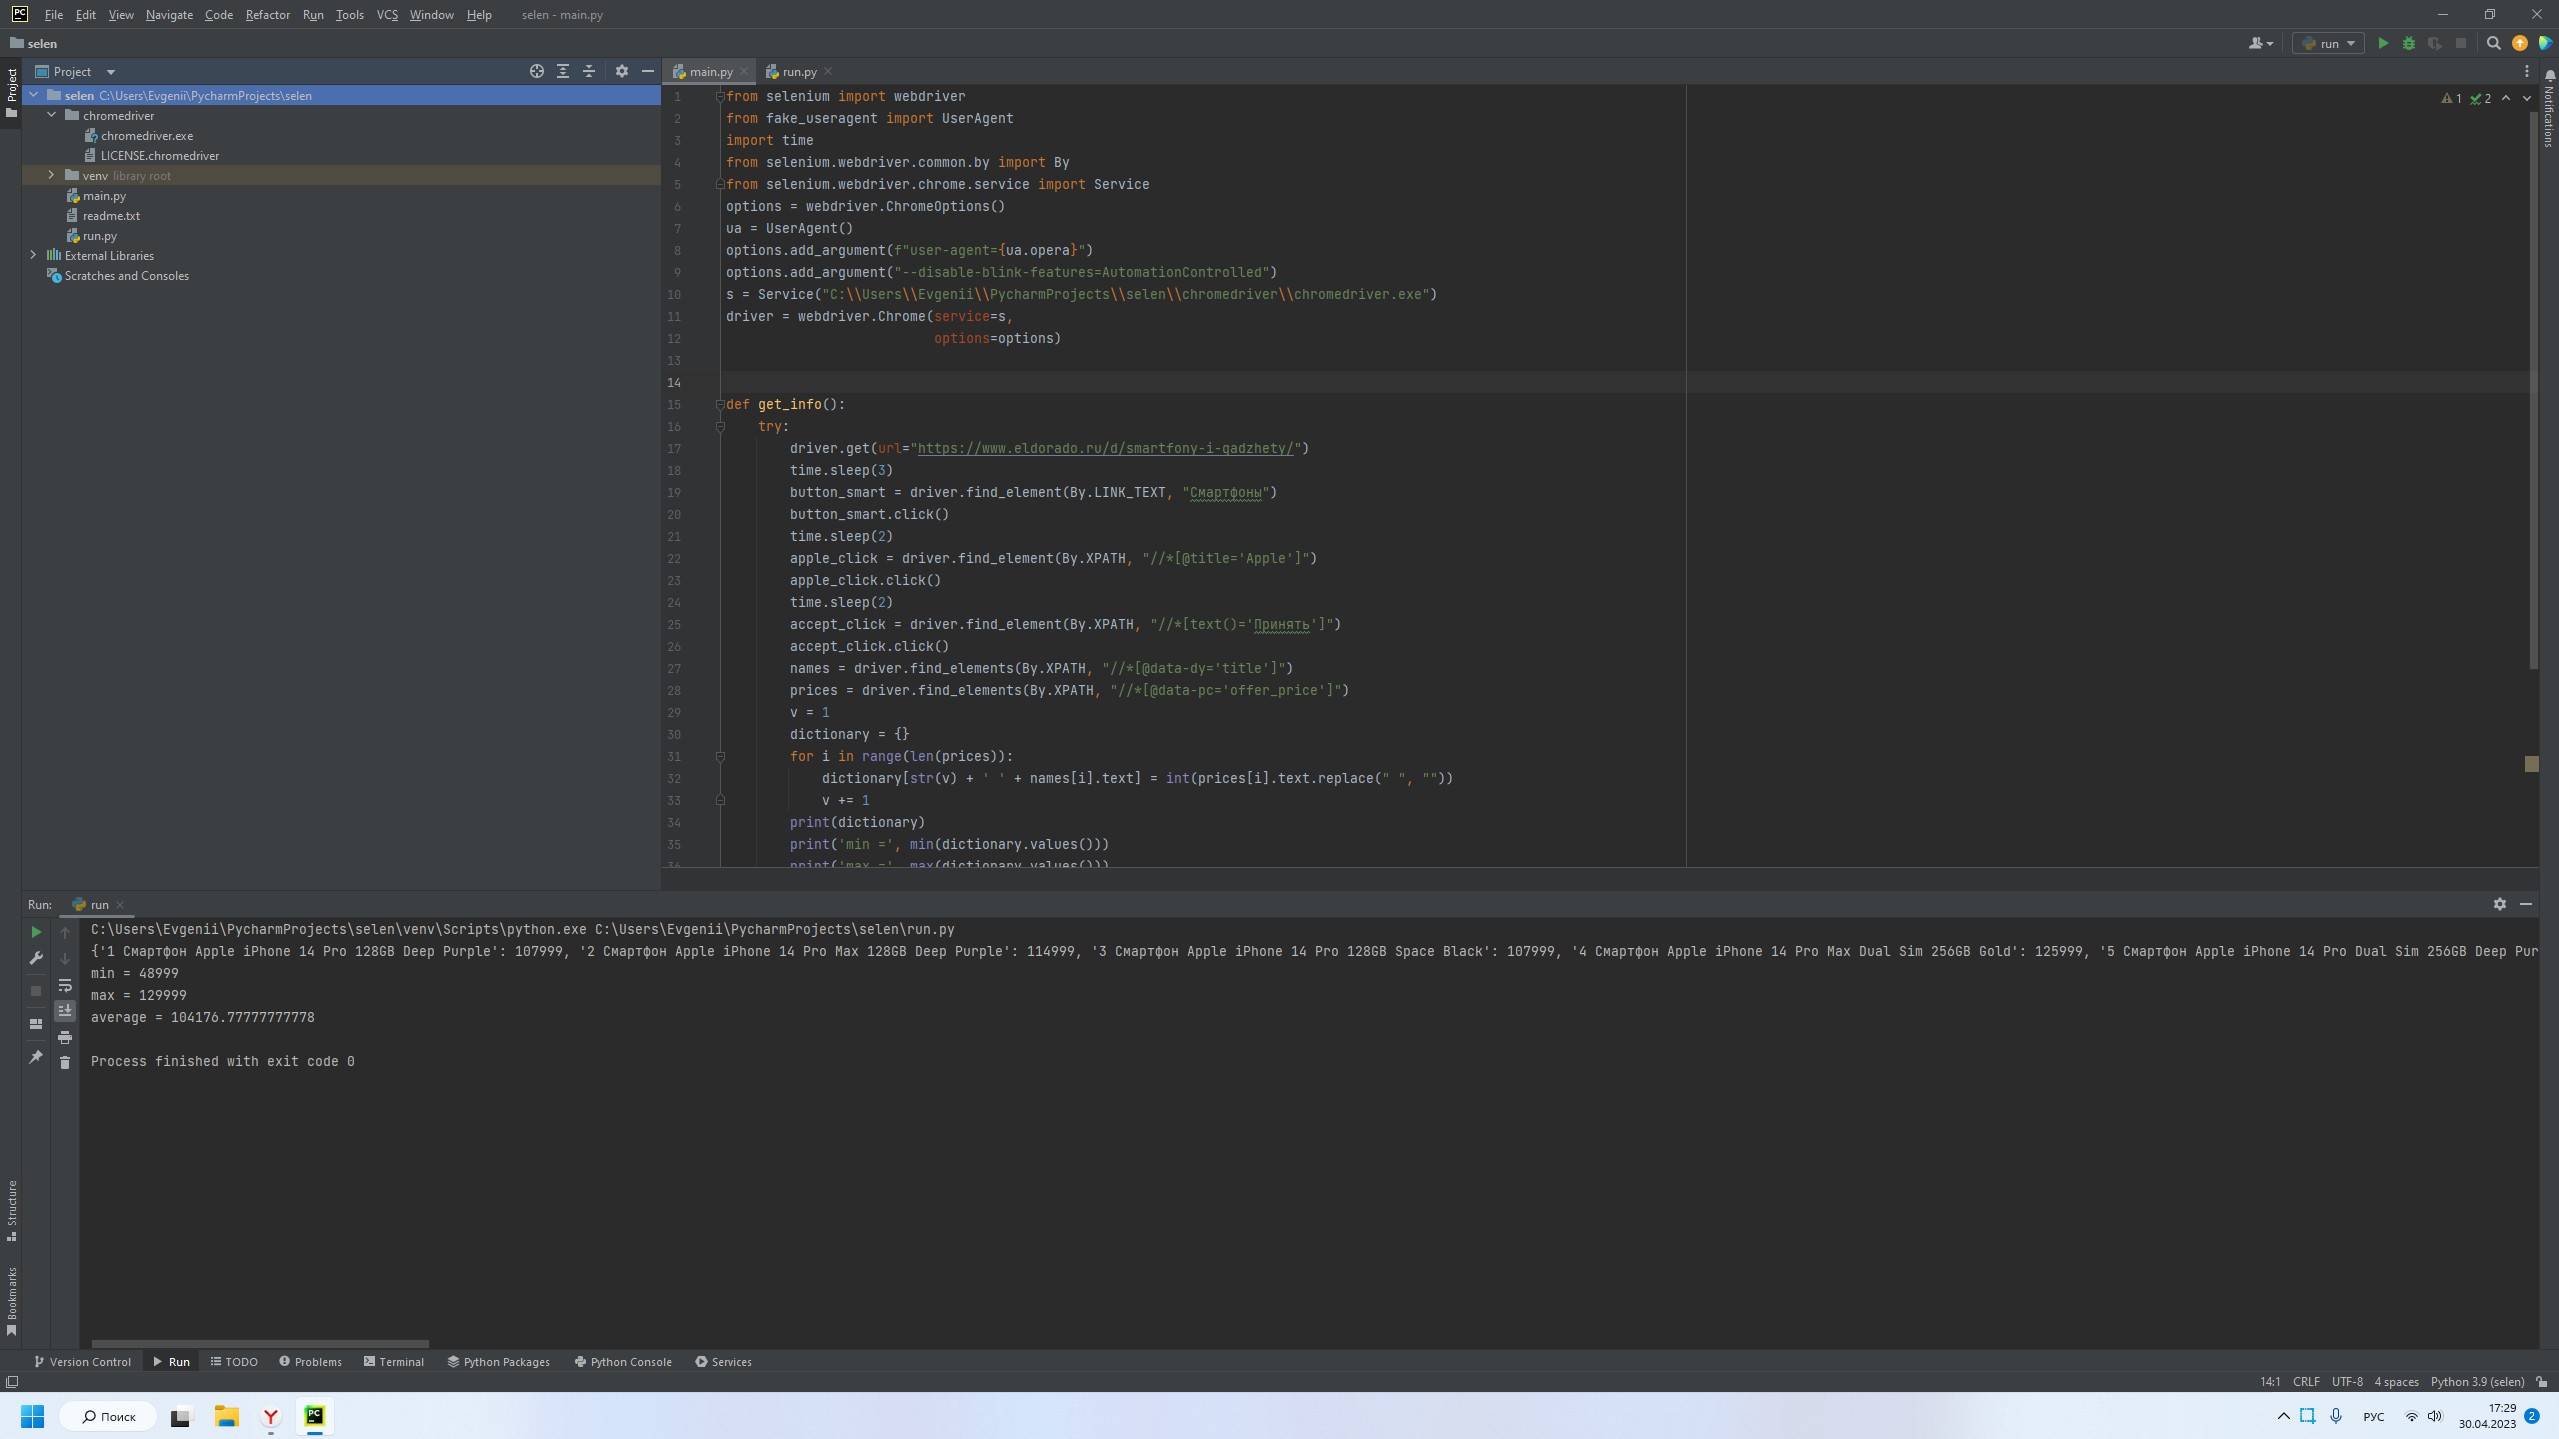 File Edit View Navigate Code Refactor Run Tools VCS Window Help selen - main.py
selen
run
Project
main.py
run.py
selen C:\Users\Evgenii\PycharmProjects\selen
chromedriver
chromedriver.exe
LICENSE.chromedriver
venv library root
main.py
readme.txt
run.py
External Libraries
Scratches and Consoles
Project
Structure
Bookmarks
Notifications
1 2
1 from selenium import webdriver
2 from fake_useragent import UserAgent
3 import time
4 from selenium.webdriver.common.by import By
5 from selenium.webdriver.chrome.service import Service
6 options = webdriver.ChromeOptions()
7 ua = UserAgent()
8 options.add_argument(f"user-agent={ua.opera}")
9 options.add_argument("--disable-blink-features=AutomationControlled")
10 s = Service("C:\\Users\\Evgenii\\PycharmProjects\\selen\\chromedriver\\chromedriver.exe")
11 driver = webdriver.Chrome(service=s,
12 options=options)
13
14
15 def get_info():
16 try:
17 driver.get(url="https://www.eldorado.ru/d/smartfony-i-gadzhety/")
18 time.sleep(3)
19 button_smart = driver.find_element(By.LINK_TEXT, "Смартфоны")
20 button_smart.click()
21 time.sleep(2)
22 apple_click = driver.find_element(By.XPATH, "//*[@title='Apple']")
23 apple_click.click()
24 time.sleep(2)
25 accept_click = driver.find_element(By.XPATH, "//*[text()='Принять']")
26 accept_click.click()
27 names = driver.find_elements(By.XPATH, "//*[@data-dy='title']")
28 prices = driver.find_elements(By.XPATH, "//*[@data-pc='offer_price']")
29 v = 1
30 dictionary = {}
31 for i in range(len(prices)):
32 dictionary[str(v) + ' ' + names[i].text] = int(prices[i].text.replace(" ", ""))
33 v += 1
34 print(dictionary)
35 print('min =', min(dictionary.values()))
36 print('max =', max(dictionary.values()))
Run: run
C:\Users\Evgenii\PycharmProjects\selen\venv\Scripts\python.exe C:\Users\Evgenii\PycharmProjects\selen\run.py
{'1 Смартфон Apple iPhone 14 Pro 128GB Deep Purple': 107999, '2 Смартфон Apple iPhone 14 Pro Max 128GB Deep Purple': 114999, '3 Смартфон Apple iPhone 14 Pro 128GB Space Black': 107999, '4 Смартфон Apple iPhone 14 Pro Max Dual Sim 256GB Gold': 125999, '5 Смартфон Apple iPhone 14 Pro Dual Sim 256GB Deep Pur
min = 48999
max = 129999
average = 104176.77777777778
Process finished with exit code 0
Version Control Run TODO Problems Terminal Python Packages Python Console Services
14:1 CRLF UTF-8 4 spaces Python 3.9 (selen)
Поиск
РУС
17:29
30.04.2023
2